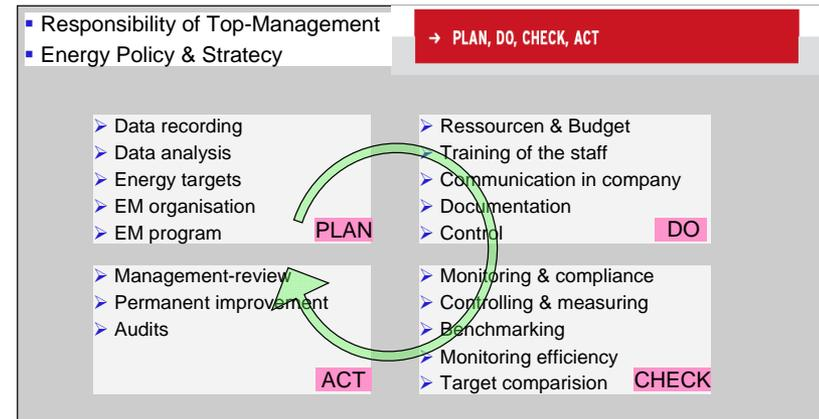 ▪ Responsibility of Top-Management
▪ Energy Policy & Stratecy
→ PLAN, DO, CHECK, ACT
➢ Data recording
➢ Data analysis
➢ Energy targets
➢ EM organisation
➢ EM program
PLAN
➢ Ressourcen & Budget
➢ Training of the staff
➢ Communication in company
➢ Documentation
➢ Control
DO
➢ Management-review
➢ Permanent improvement
➢ Audits
ACT
➢ Monitoring & compliance
➢ Controlling & measuring
➢ Benchmarking
➢ Monitoring efficiency
➢ Target comparision
CHECK